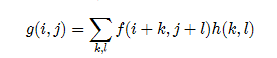 g(i, j) = ∑_{k,l} f(i + k, j + l)h(k, l)